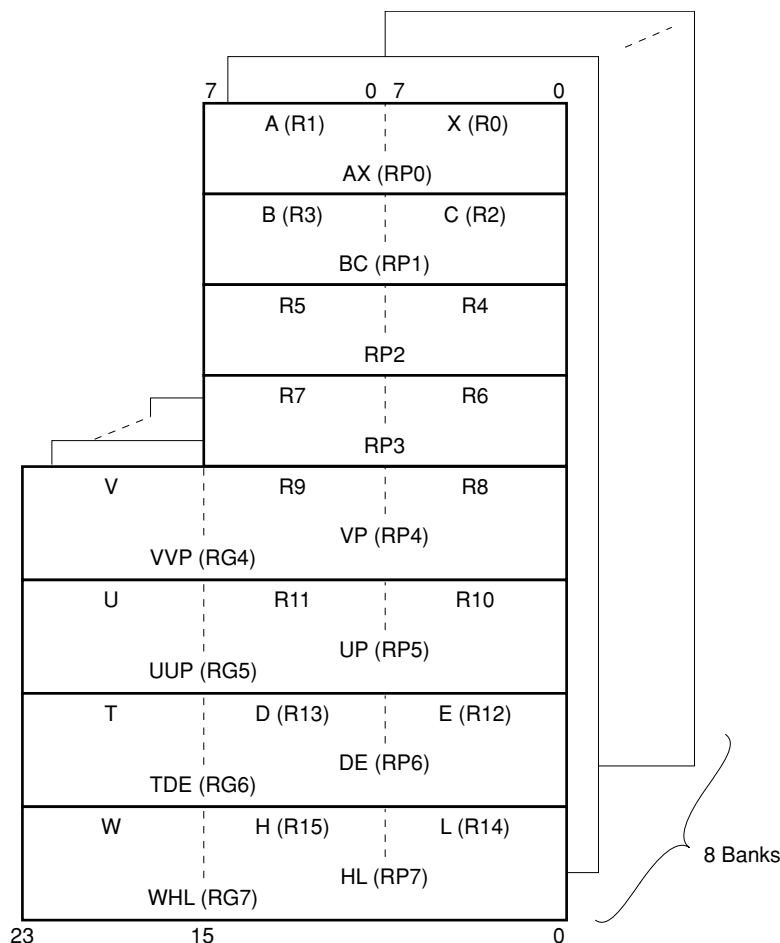 7 0 7 0
A (R1) X (R0)
AX (RP0)
B (R3) C (R2)
BC (RP1)
R5 R4
RP2
R7 R6
RP3
V R9 R8
VP (RP4)
VVP (RG4)
U R11 R10
UP (RP5)
UUP (RG5)
T D (R13) E (R12)
DE (RP6)
TDE (RG6)
W H (R15) L (R14)
8 Banks
HL (RP7)
WHL (RG7)
23 15 0